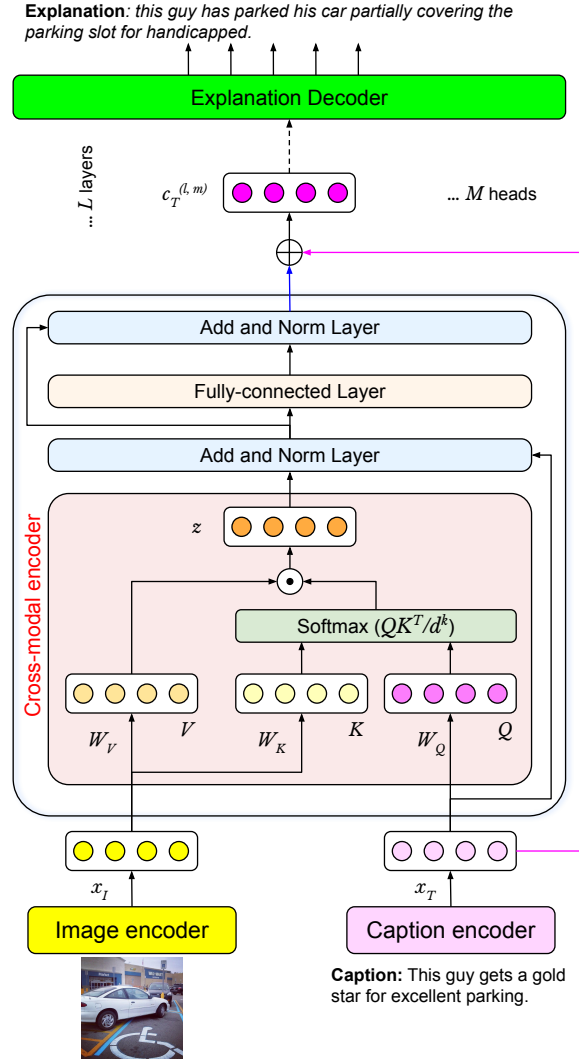 Explanation: this guy has parked his car partially covering the
parking slot for handicapped.
Explanation Decoder
... L layers
c_T^(l, m)
... M heads
Add and Norm Layer
Fully-connected Layer
Add and Norm Layer
Cross-modal encoder
z
Softmax (QK^T/d^k)
W_V
V
W_K
K
W_Q
Q
x_I
x_T
Image encoder
Caption encoder
Caption: This guy gets a gold
star for excellent parking.